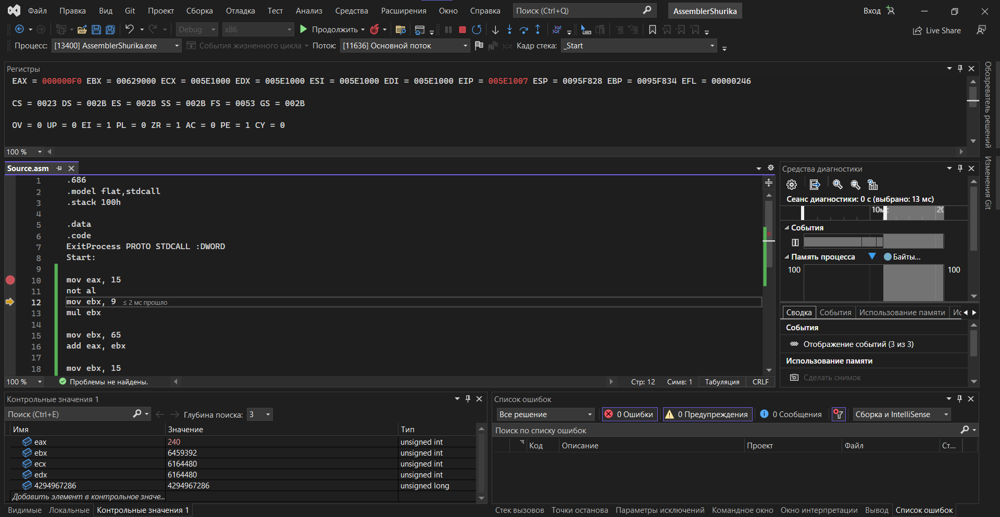 Файл Правка Вид Git Проект Сборка Отладка Тест Анализ Средства Расширения Окно Справка Поиск (Ctrl+Q) AssemblerShurika Вход
Debug x86 Продолжить Live Share
Процесс: [13400] AssemblerShurika.exe События жизненного цикла Поток: [11636] Основной поток Кадр стека: _Start
Регистры
EAX = 000000F0 EBX = 00629000 ECX = 005E1000 EDX = 005E1000 ESI = 005E1000 EDI = 005E1000 EIP = 005E1007 ESP = 0095F828 EBP = 0095F834 EFL = 00000246
CS = 0023 DS = 002B ES = 002B SS = 002B FS = 0053 GS = 002B
OV = 0 UP = 0 EI = 1 PL = 0 ZR = 1 AC = 0 PE = 1 CY = 0
100 %
Обозреватель решений
Изменения Git
Source.asm
1 .686
2 .model flat,stdcall
3 .stack 100h
4
5 .data
6 .code
7 ExitProcess PROTO STDCALL :DWORD
8 Start:
9
10 mov eax, 15
11 not al
12 mov ebx, 9 ≤ 2 мс прошло
13 mul ebx
14
15 mov ebx, 65
16 add eax, ebx
17
18 mov ebx, 15
100 % Проблемы не найдены. Стр: 12 Симв: 1 Табуляция CRLF
Средства диагностики
Сеанс диагностики: 0 с (выбрано: 13 мс)
10мс 20
События
Память процесса Байты...
100 100
Сводка События Использование памяти Ис
События
Отображение событий (3 из 3)
Использование памяти
Сделать снимок
Контрольные значения 1
Поиск (Ctrl+E) Глубина поиска: 3
Имя Значение Тип
eax 240 unsigned int
ebx 6459392 unsigned int
ecx 6164480 unsigned int
edx 6164480 unsigned int
4294967286 4294967286 unsigned long
Добавить элемент в контрольное значе...
Видимые Локальные Контрольные значения 1
Список ошибок
Все решение 0 Ошибки 0 Предупреждения 0 Сообщения Сборка и IntelliSense
Поиск по списку ошибок
Код Описание Проект Файл Ст...
Стек вызовов Точки останова Параметры исключений Командное окно Окно интерпретации Вывод Список ошибок